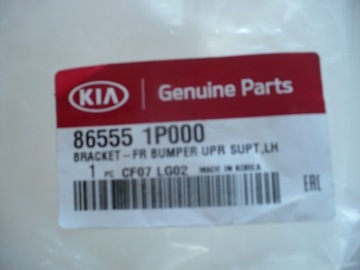 KIA Genuine Parts
86555 1P000
BRACKET-FR BUMPER UPR SUPT,LH
1 PC CF07 LG02 MADE IN KOREA
EAC